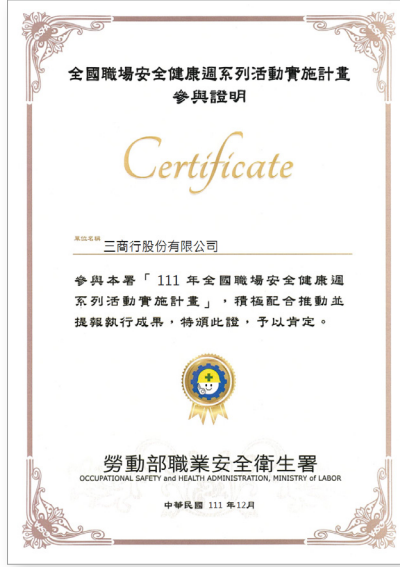 全國職場安全健康週系列活動實施計畫
參與證明
Certificate
單位名稱 三商行股份有限公司
參與本署「 111 年全國職場安全健康週
系列活動實施計畫」，積極配合推動並
提報執行成果，特頒此證，予以肯定。
勞動部職業安全衛生署
OCCUPATIONAL SAFETY and HEALTH ADMINISTRATION, MINISTRY of LABOR
中華民國 111 年12月